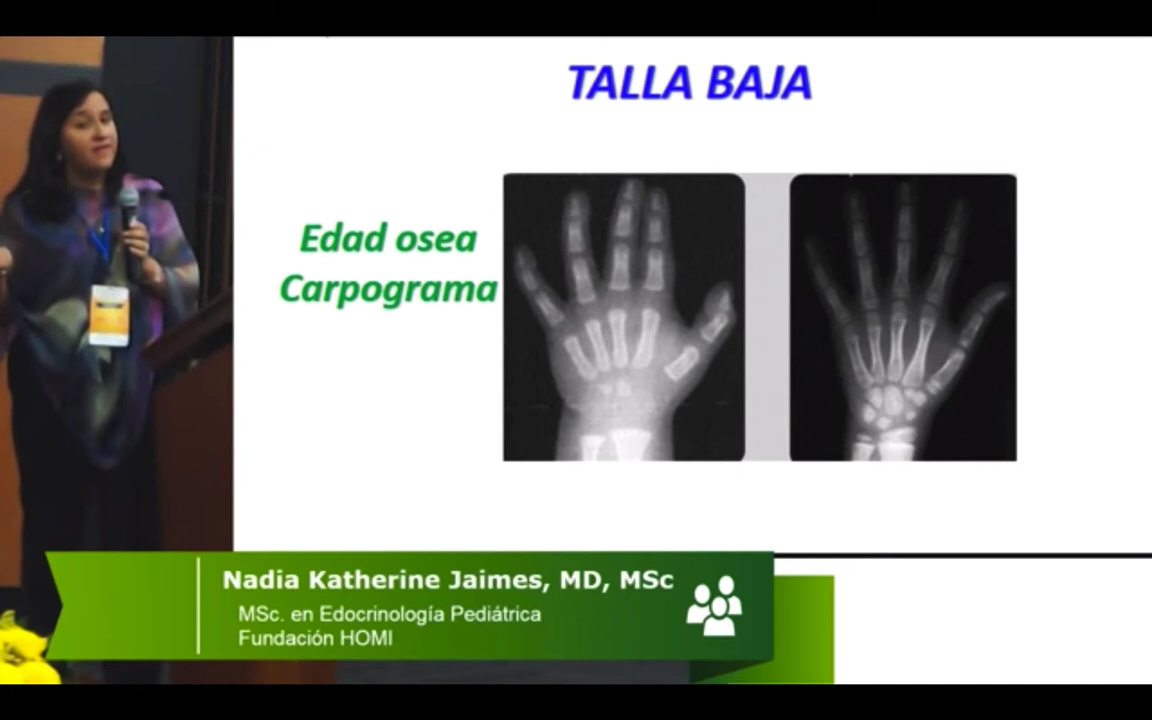 TALLA BAJA
Edad osea
Carpograma
Nadia Katherine Jaimes, MD, MSc
MSc. en Edocrinología Pediátrica
Fundación HOMI